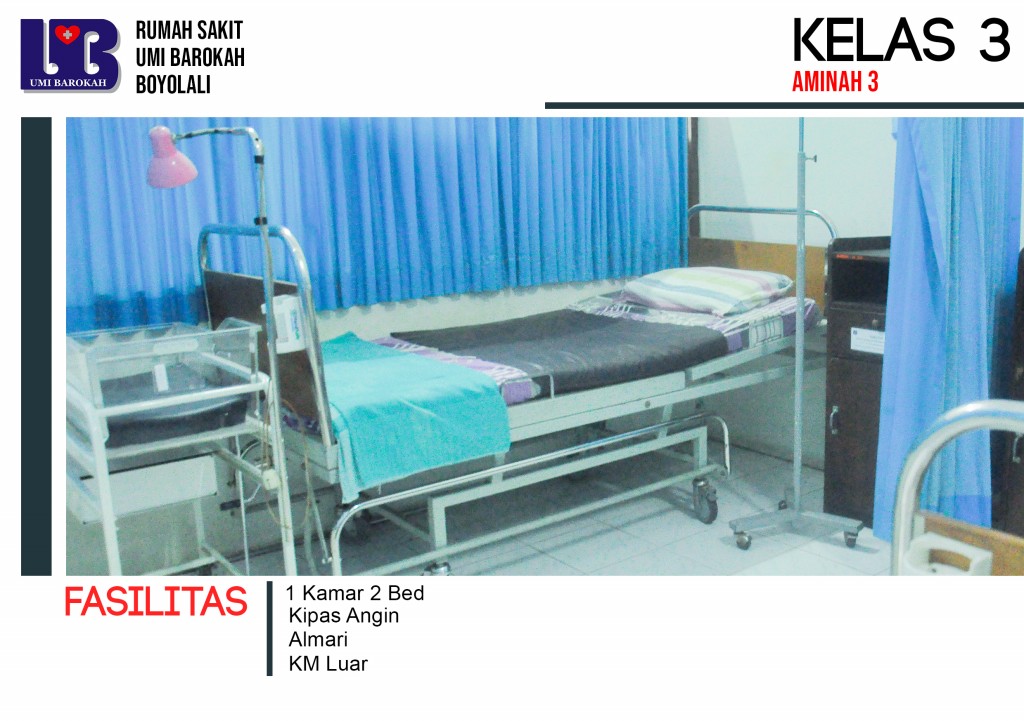 UMI BAROKAH
RUMAH SAKIT
UMI BAROKAH
BOYOLALI
KELAS 3
AMINAH 3
FASILITAS
1 Kamar 2 Bed
Kipas Angin
Almari
KM Luar